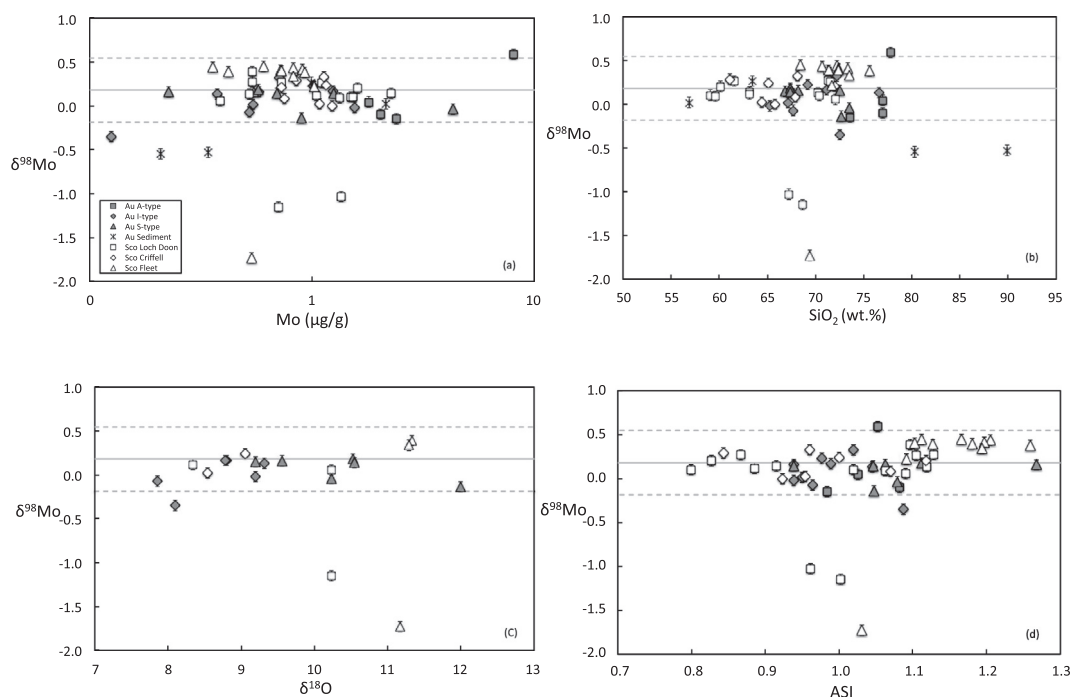 1.0
0.5
0.0
-0.5
-1.0
-1.5
-2.0
δ98Mo
Au A-type
Au I-type
Au S-type
Au Sediment
Sco Loch Doon
Sco Criffell
Sco Fleet
(a)
0 1 10
Mo (µg/g)
1.0
0.5
0.0
-0.5
-1.0
-1.5
-2.0
δ98Mo
(b)
50 55 60 65 70 75 80 85 90 95
SiO2 (wt.%)
1.0
0.5
0.0
-0.5
-1.0
-1.5
-2.0
δ98Mo
(C)
7 8 9 10 11 12 13
δ18O
1.0
0.5
0.0
-0.5
-1.0
-1.5
-2.0
δ98Mo
(d)
0.7 0.8 0.9 1.0 1.1 1.2 1.3
ASI